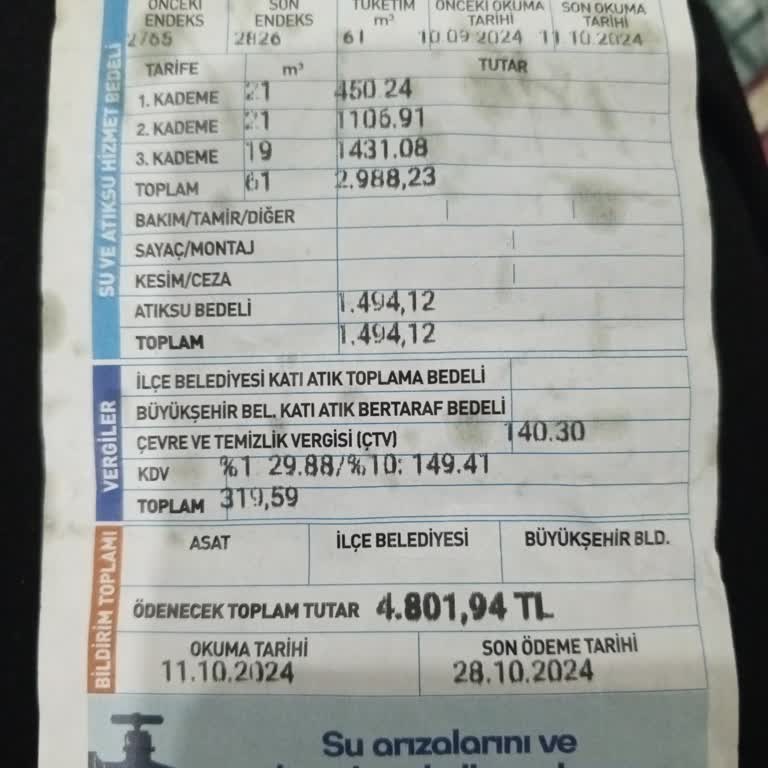 ÖNCEKİ ENDEKS SON ENDEKS TÜKETİM m³ ÖNCEKİ OKUMA TARİHİ SON OKUMA TARİHİ
2765 2826 61 10.09.2024 11.10.2024
SU VE ATIKSU HİZMET BEDELİ
TARİFE m³ TUTAR
1. KADEME 21 450.24
2. KADEME 21 1106.91
3. KADEME 19 1431.08
TOPLAM 61 2.988,23
BAKIM/TAMİR/DİĞER
SAYAÇ/MONTAJ
KESİM/CEZA
ATIKSU BEDELİ 1.494,12
TOPLAM 1.494,12
VERGİLER
İLÇE BELEDİYESİ KATI ATIK TOPLAMA BEDELİ
BÜYÜKŞEHİR BEL. KATI ATIK BERTARAF BEDELİ
ÇEVRE VE TEMİZLİK VERGİSİ (ÇTV) 140.30
KDV %1 29.88/%10: 149.41
TOPLAM 319,59
BİLDİRİM TOPLAMI
ASAT İLÇE BELEDİYESİ BÜYÜKŞEHİR BLD.
ÖDENECEK TOPLAM TUTAR 4.801,94 TL
OKUMA TARİHİ SON ÖDEME TARİHİ
11.10.2024 28.10.2024
Su arızalarını ve